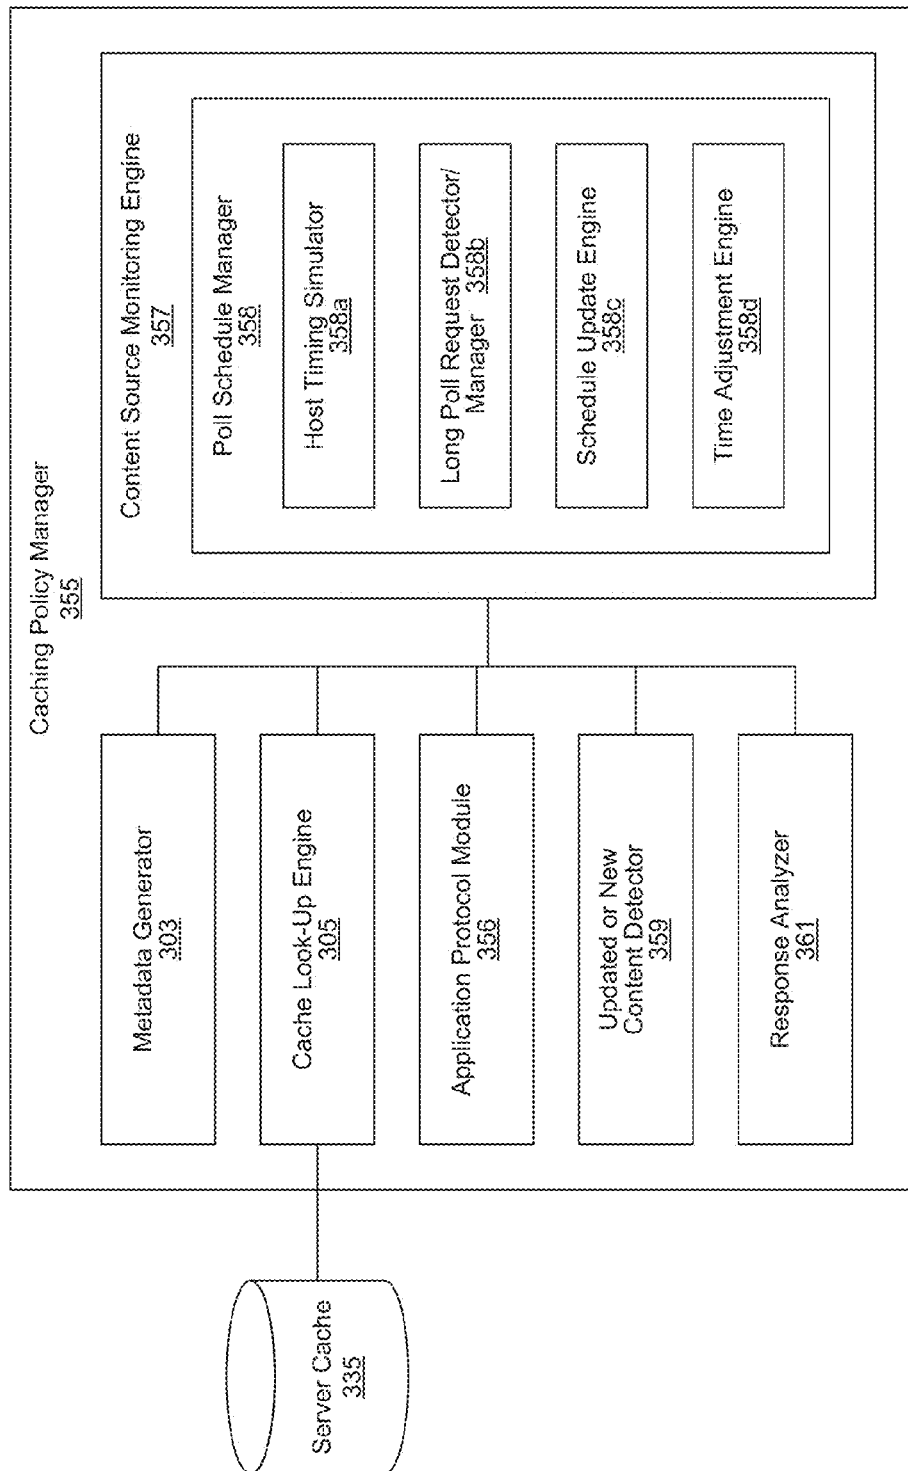 Caching Policy Manager
355
Metadata Generator
303
Cache Look-Up Engine
305
Application Protocol Module
356
Updated or New
Content Detector
359
Response Analyzer
361
Content Source Monitoring Engine
357
Poll Schedule Manager
358
Host Timing Simulator
358a
Long Poll Request Detector/
Manager 358b
Schedule Update Engine
358c
Time Adjustment Engine
358d
Server Cache
335